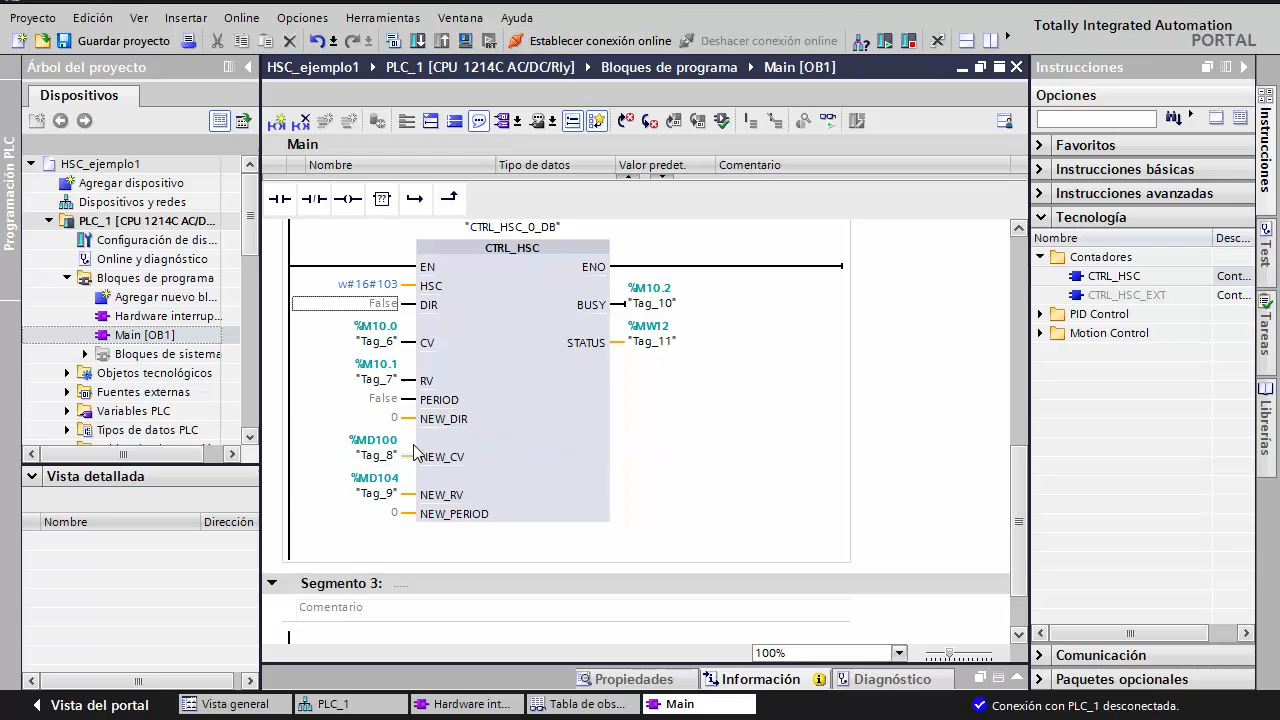 Proyecto Edición Ver Insertar Online Opciones Herramientas Ventana Ayuda
Totally Integrated Automation
PORTAL
Guardar proyecto Establecer conexión online Deshacer conexión online
Árbol del proyecto
HSC_ejemplo1 PLC_1 [CPU 1214C AC/DC/Rly] Bloques de programa Main [OB1]
Instrucciones
Programación PLC
Dispositivos
HSC_ejemplo1
Agregar dispositivo
Dispositivos y redes
PLC_1 [CPU 1214C AC/D...
Configuración de dis...
Online y diagnóstico
Bloques de programa
Agregar nuevo bl...
Hardware interrup...
Main [OB1]
Bloques de sistema
Objetos tecnológicos
Fuentes externas
Variables PLC
Tipos de datos PLC
Vista detallada
Nombre Dirección
Main
Nombre Tipo de datos Valor predet. Comentario
??
"CTRL_HSC_0_DB"
CTRL_HSC
EN ENO
w#16#103 HSC
False DIR
%M10.2
BUSY "Tag_10"
%M10.0
"Tag_6" CV
%MW12
STATUS "Tag_11"
%M10.1
"Tag_7" RV
False PERIOD
0 NEW_DIR
%MD100
"Tag_8" NEW_CV
%MD104
"Tag_9" NEW_RV
0 NEW_PERIOD
Segmento 3: .....
Comentario
100%
Propiedades Información Diagnóstico
Opciones
Favoritos
Instrucciones básicas
Instrucciones avanzadas
Tecnología
Nombre Desc...
Contadores
CTRL_HSC Cont...
CTRL_HSC_EXT Cont...
PID Control
Motion Control
Comunicación
Paquetes opcionales
Instrucciones
Test
Tareas
Librerías
Vista del portal Vista general PLC_1 Hardware int... Tabla de obs... Main Conexión con PLC_1 desconectada.